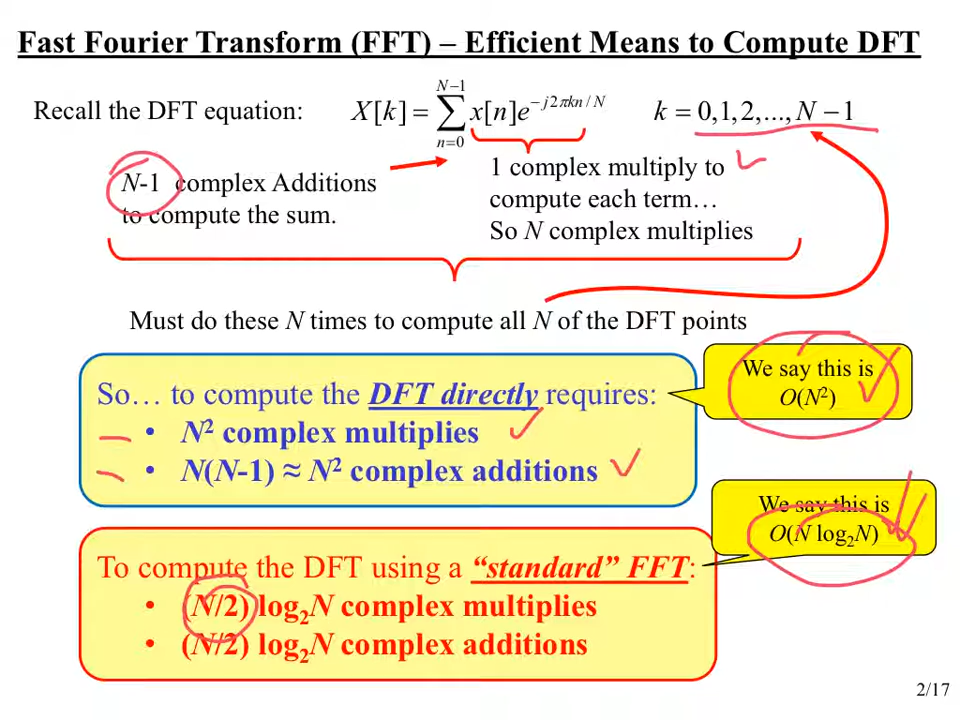 Fast Fourier Transform (FFT) – Efficient Means to Compute DFT
Recall the DFT equation: X[k] = ∑_{n=0}^{N−1} x[n]e^{−j2πkn/N} k = 0,1,2,..., N −1
N-1 complex Additions
to compute the sum.
1 complex multiply to
compute each term…
So N complex multiplies
Must do these N times to compute all N of the DFT points
We say this is
O(N²)
So… to compute the DFT directly requires:
• N² complex multiplies
• N(N-1) ≈ N² complex additions
We say this is
O(N log₂N)
To compute the DFT using a “standard” FFT:
• (N/2) log₂N complex multiplies
• (N/2) log₂N complex additions
2/17